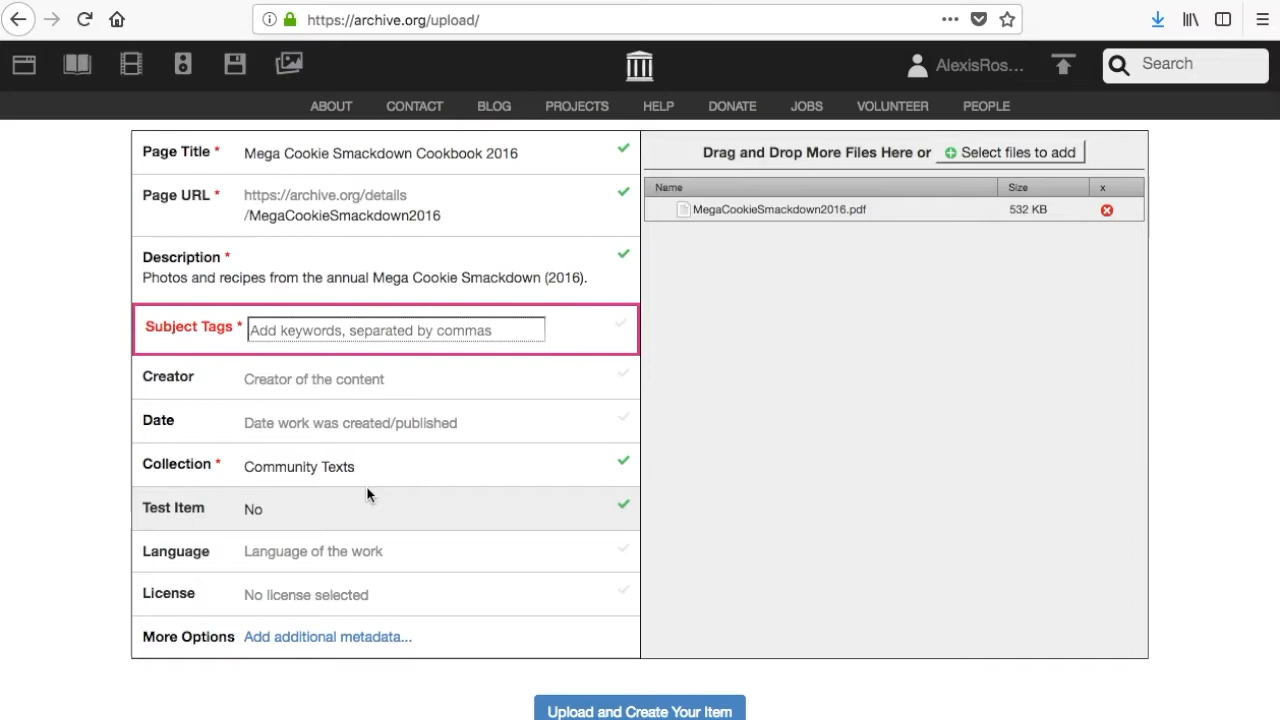 https://archive.org/upload/
AlexisRos...
Search
ABOUT CONTACT BLOG PROJECTS HELP DONATE JOBS VOLUNTEER PEOPLE
Page Title * Mega Cookie Smackdown Cookbook 2016
Page URL * https://archive.org/details
/MegaCookieSmackdown2016
Description *
Photos and recipes from the annual Mega Cookie Smackdown (2016).
Subject Tags * Add keywords, separated by commas
Creator Creator of the content
Date Date work was created/published
Collection * Community Texts
Test Item No
Language Language of the work
License No license selected
More Options Add additional metadata...
Drag and Drop More Files Here or Select files to add
Name Size x
MegaCookieSmackdown2016.pdf 532 KB
Upload and Create Your Item